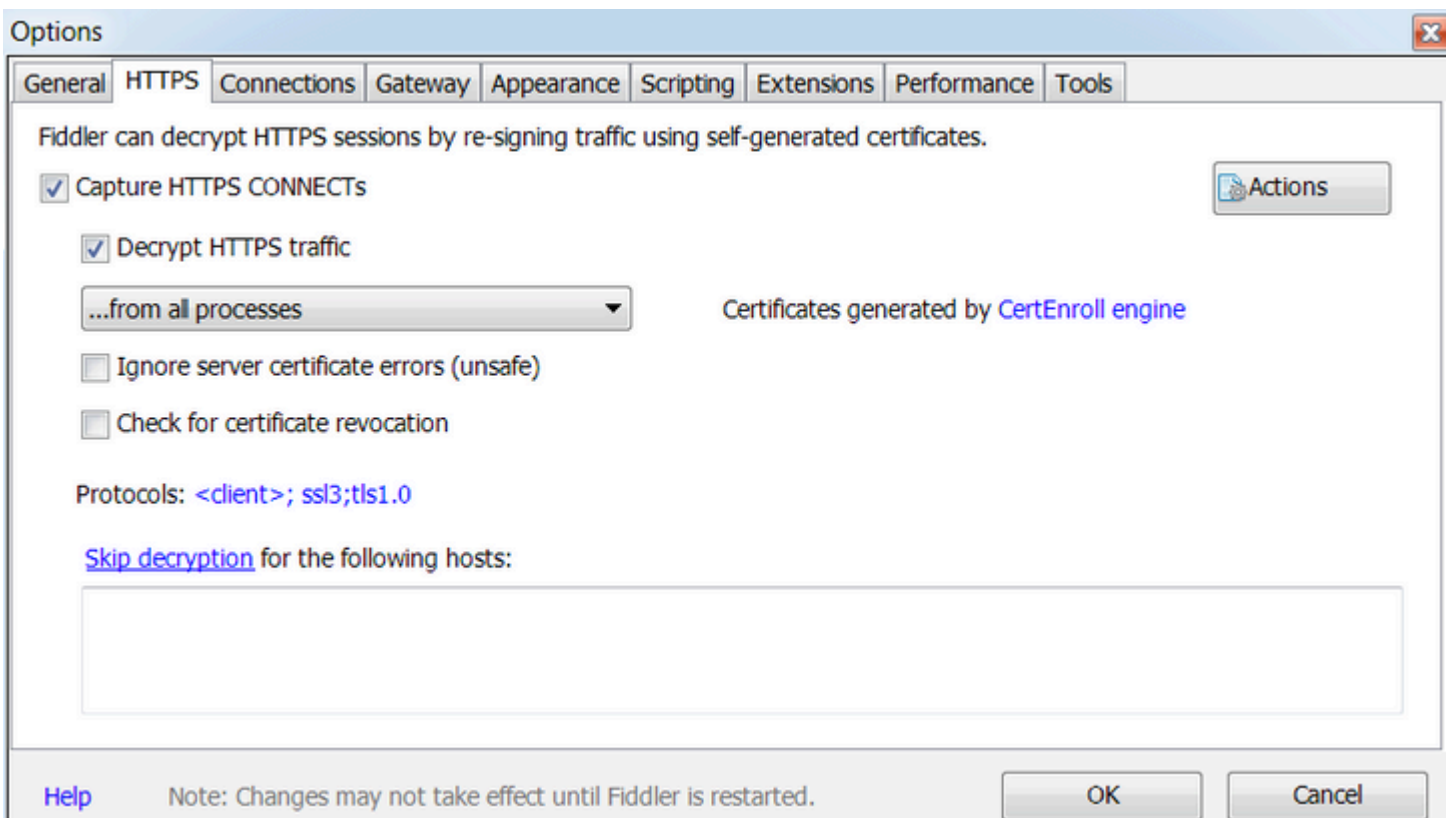 Options
General HTTPS Connections Gateway Appearance Scripting Extensions Performance Tools
Fiddler can decrypt HTTPS sessions by re-signing traffic using self-generated certificates.
Capture HTTPS CONNECTs
Actions
Decrypt HTTPS traffic
...from all processes
Certificates generated by CertEnroll engine
Ignore server certificate errors (unsafe)
Check for certificate revocation
Protocols: <client>; ssl3;tls1.0
Skip decryption for the following hosts:
Help
Note: Changes may not take effect until Fiddler is restarted.
OK
Cancel